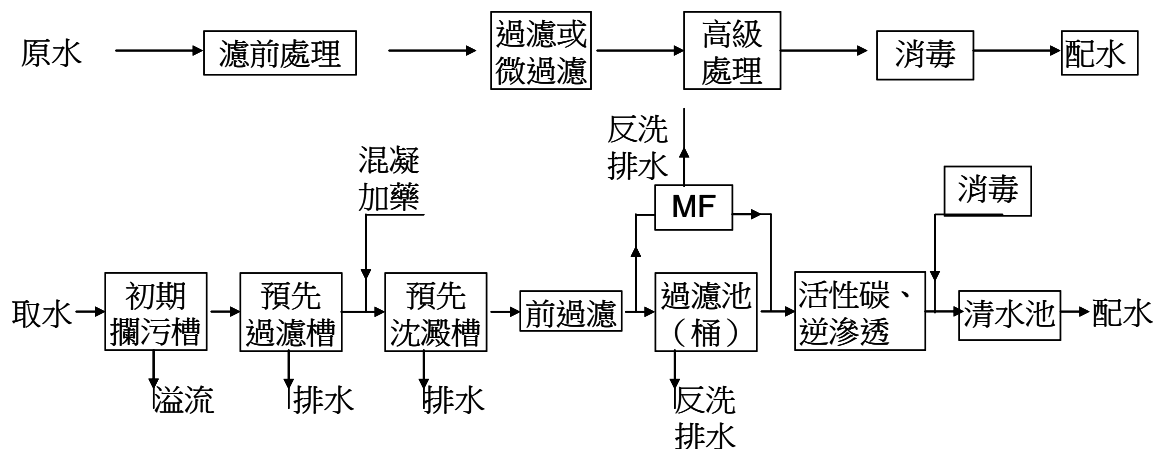 原水
濾前處理
過濾或
微過濾
高級
處理
消毒
配水
混凝
加藥
反洗
排水
MF
消毒
取水
初期
攔污槽
預先
過濾槽
預先
沈澱槽
前過濾
過濾池
（桶）
活性碳、
逆滲透
清水池
配水
溢流
排水
排水
反洗
排水